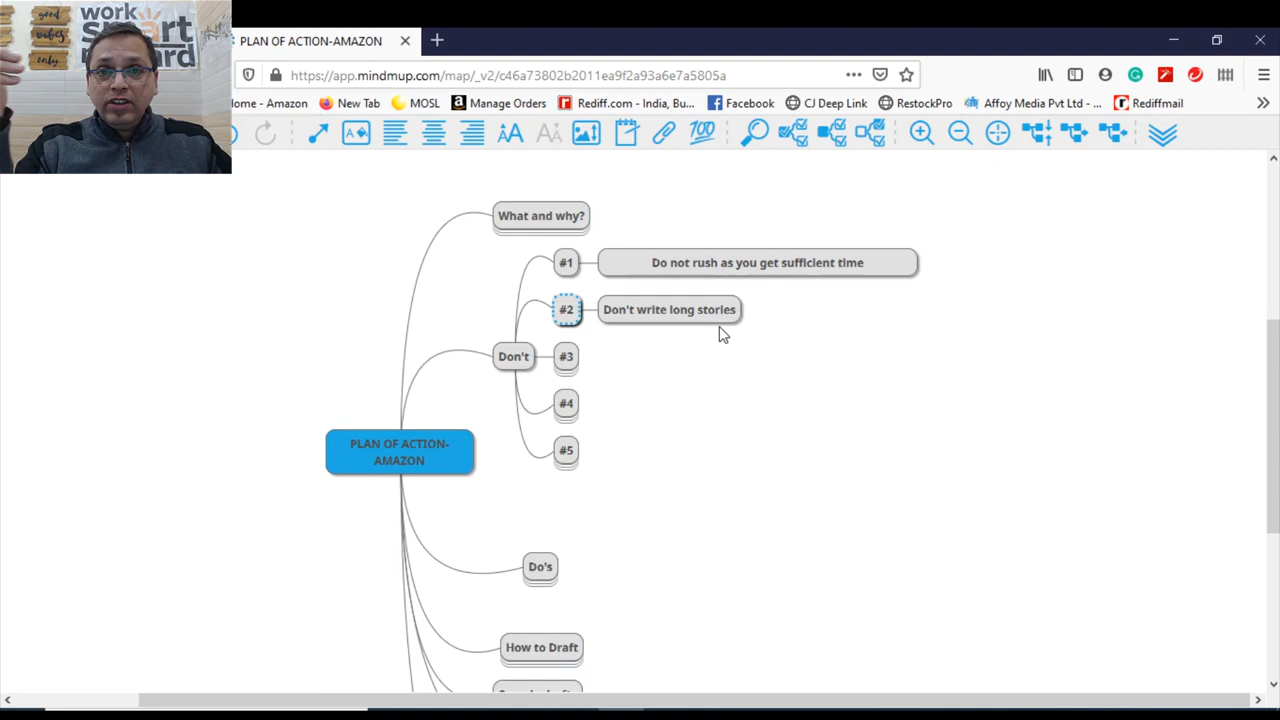 good
vibes
only
work
smart
PLAN OF ACTION-AMAZON
https://app.mindmup.com/map/_v2/c46a73802b2011ea9f2a93a6e7a5805a
Home - Amazon
New Tab
MOSL
Manage Orders
Rediff.com - India, Bu...
Facebook
CJ Deep Link
RestockPro
Affoy Media Pvt Ltd - ...
Rediffmail
What and why?
#1
Do not rush as you get sufficient time
#2
Don't write long stories
Don't
#3
#4
#5
PLAN OF ACTION-
AMAZON
Do's
How to Draft